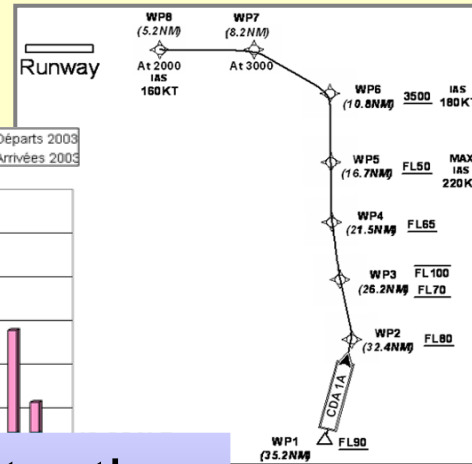 WP8
(5.2NM)
WP7
(8.2NM)
Runway
At 2000
IAS
160KT
At 3000
WP6
(10.8NM)
3500
IAS
180K
Départs 2003
Arrivées 2003
WP5
(16.7NM)
FL50
MAX
IAS
220K
WP4
(21.5NM)
FL65
WP3
(26.2NM)
FL100
FL70
WP2
(32.4NM)
FL80
CDA 1A
WP1
(35.2NM)
FL90